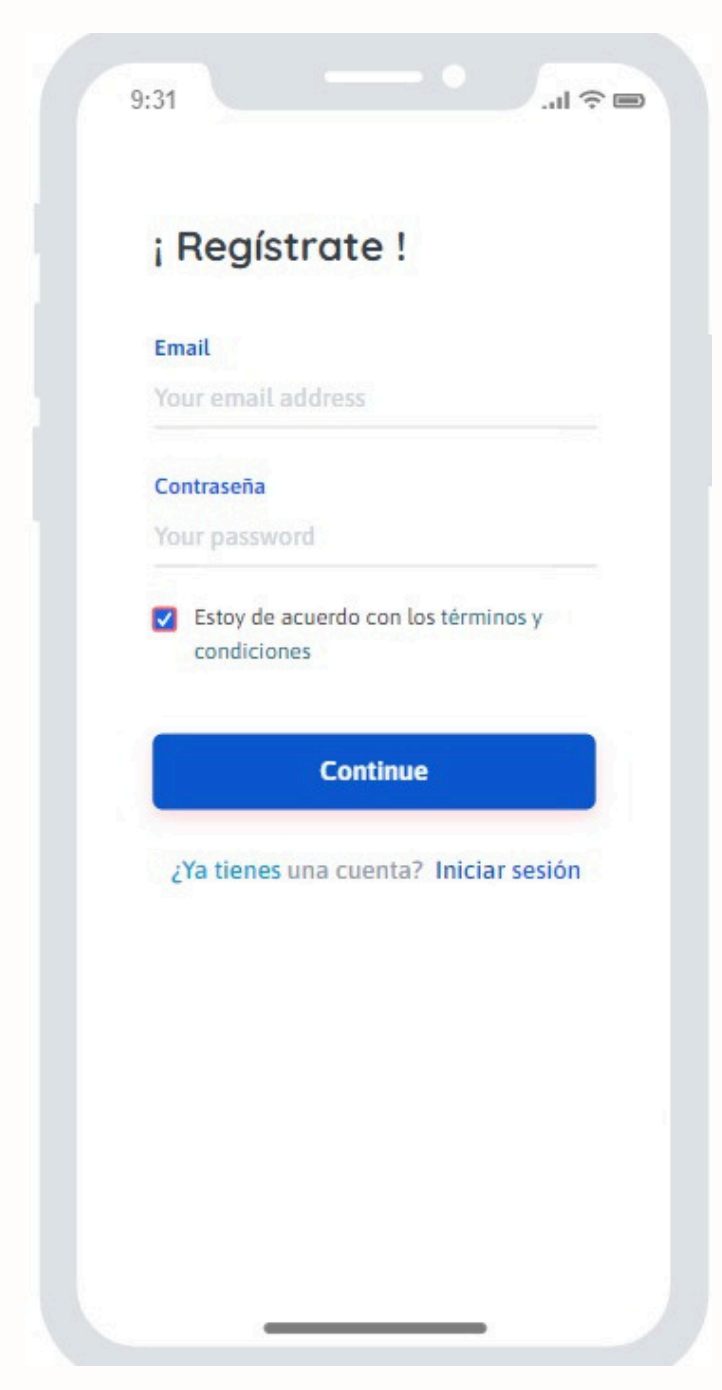 9:31
¡ Regístrate !
Email
Your email address
Contraseña
Your password
Estoy de acuerdo con los términos y
condiciones
Continue
¿Ya tienes una cuenta? Iniciar sesión